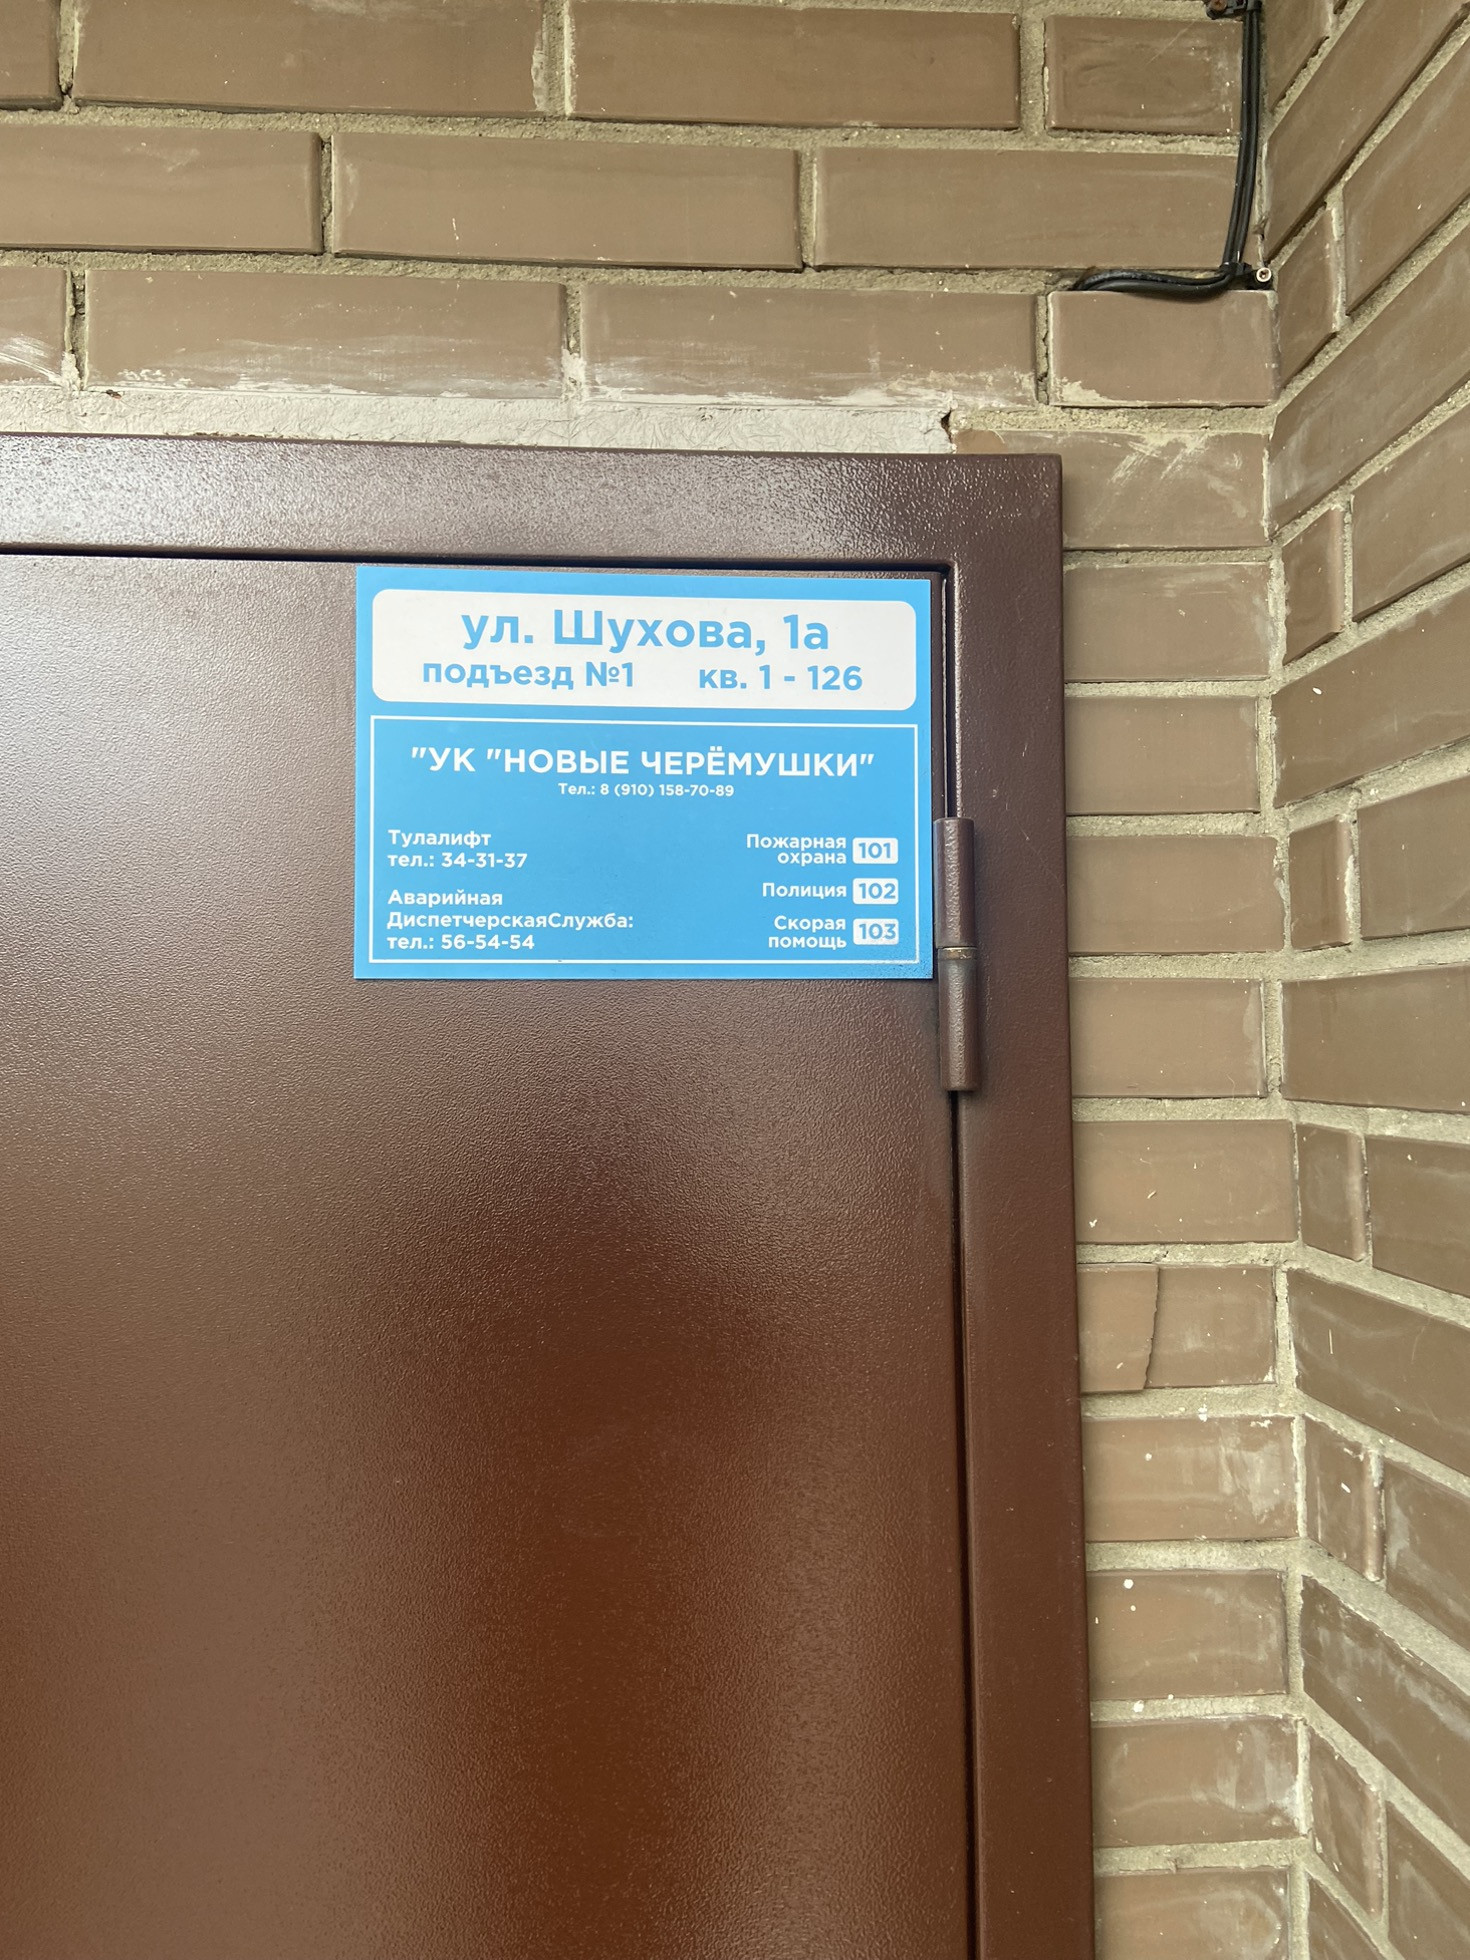 ул. Шухова, 1а
подъезд №1 кв. 1 - 126
"УК "НОВЫЕ ЧЕРЁМУШКИ"
Тел.: 8 (910) 158-70-89
Тулалифт
тел.: 34-31-37
Аварийная
ДиспетчерскаяСлужба:
тел.: 56-54-54
Пожарная
охрана 101
Полиция 102
Скорая
помощь 103